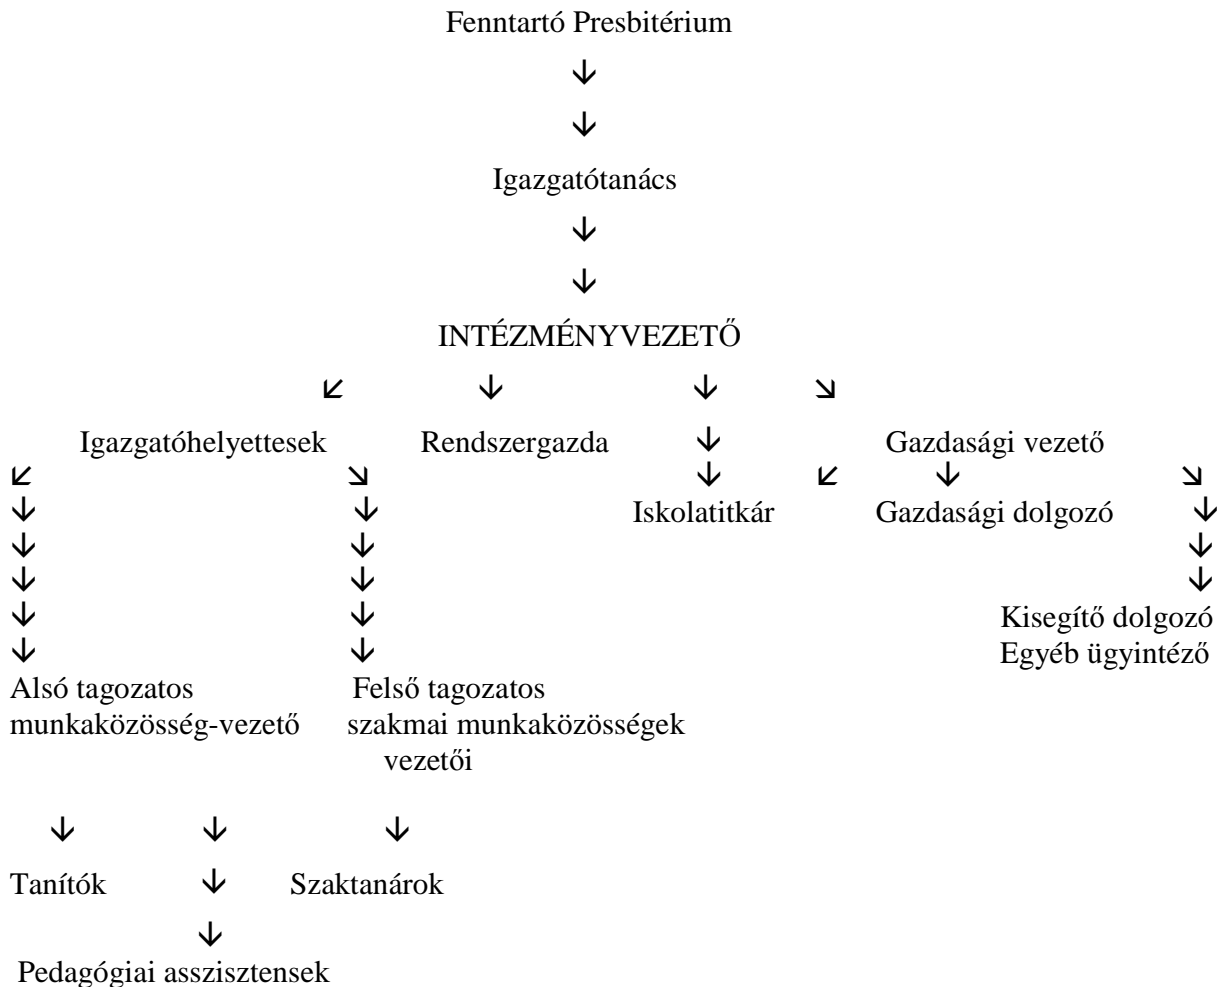 Fenntartó Presbitérium
↓
↓
Igazgatótanács
↓
↓
INTÉZMÉNYVEZETŐ
↙ ↓ ↓ ↘
Igazgatóhelyettesek Rendszergazda ↓ Gazdasági vezető
↙ ↘ ↓ ↙ ↓ ↘
↓ ↓ Iskolatitkár Gazdasági dolgozó ↓
↓ ↓ ↓
↓ ↓ ↓
↓ ↓ Kisegítő dolgozó
↓ ↓ Egyéb ügyintéző
Alsó tagozatos Felső tagozatos
munkaközösség-vezető szakmai munkaközösségek
vezetői
↓ ↓ ↓
Tanítók ↓ Szaktanárok
↓
Pedagógiai asszisztensek